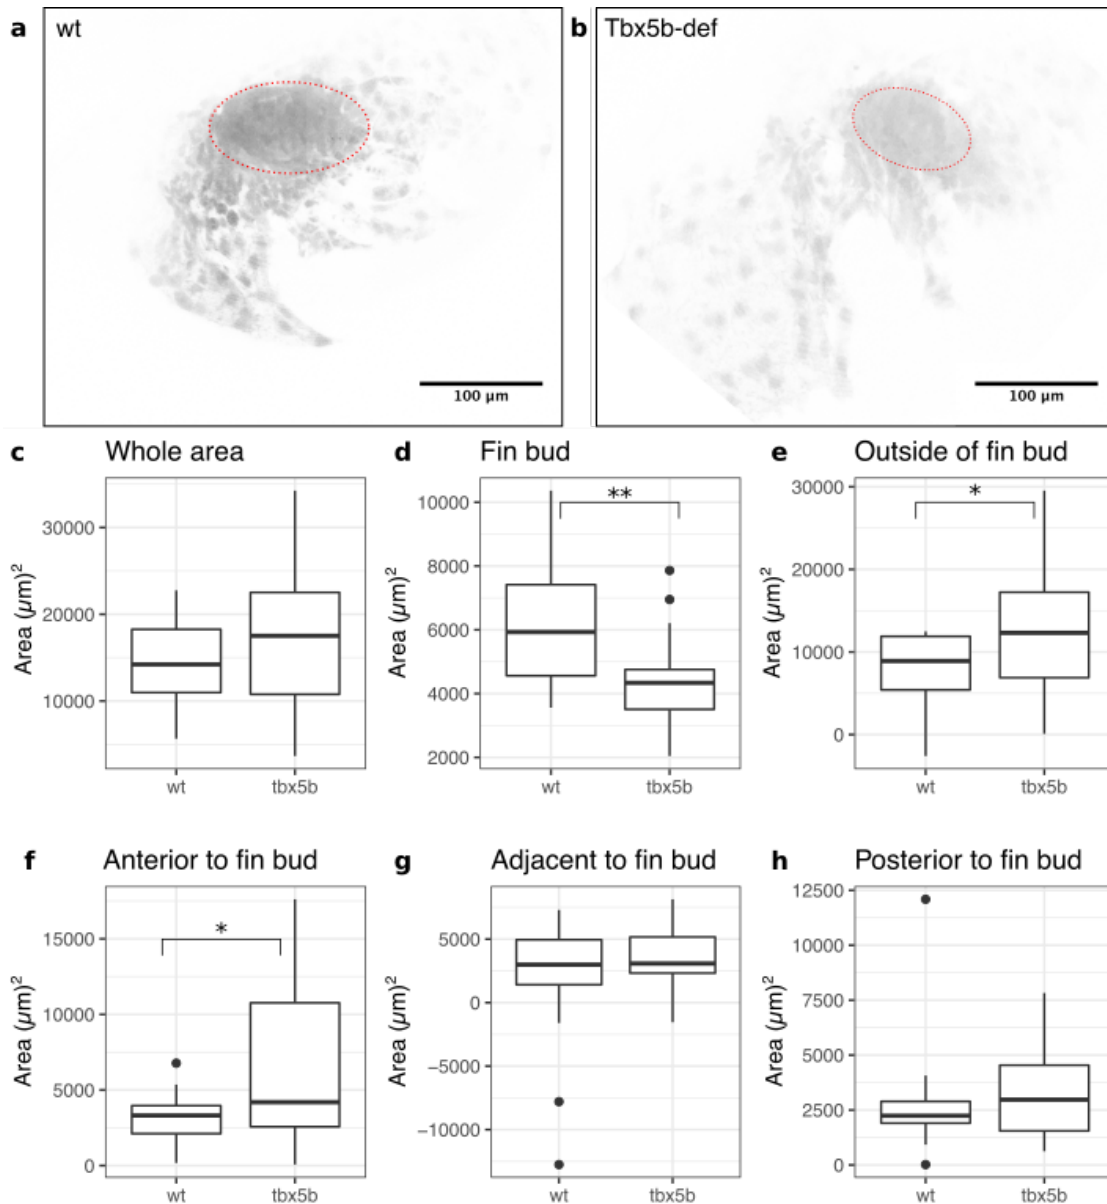 a wt
b Tbx5b-def
100 µm
100 µm
c Whole area
Area (µm)²
30000
20000
10000
wt tbx5b
d Fin bud
Area (µm)²
**
10000
8000
6000
4000
2000
wt tbx5b
e Outside of fin bud
Area (µm)²
*
30000
20000
10000
0
wt tbx5b
f Anterior to fin bud
Area (µm)²
*
15000
10000
5000
0
wt tbx5b
g Adjacent to fin bud
Area (µm)²
5000
0
−5000
−10000
wt tbx5b
h Posterior to fin bud
Area (µm)²
12500
10000
7500
5000
2500
0
wt tbx5b